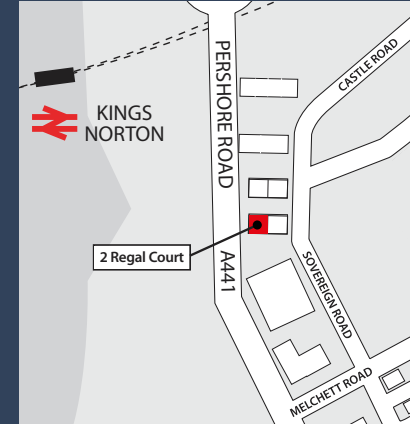 CASTLE ROAD
PERSHORE ROAD
KINGS
NORTON
2 Regal Court
A441
SOVEREIGN ROAD
MELCHETT ROAD